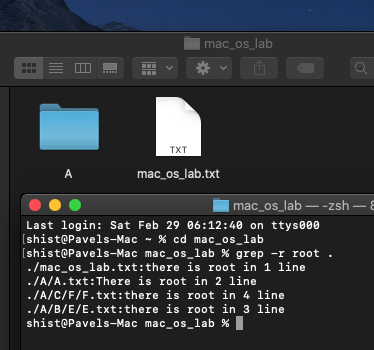 mac_os_lab
TXT
A
mac_os_lab.txt
mac_os_lab — -zsh —
Last login: Sat Feb 29 06:12:40 on ttys000
[shist@Pavels-Mac ~ % cd mac_os_lab
[shist@Pavels-Mac mac_os_lab % grep -r root .
./mac_os_lab.txt:there is root in 1 line
./A/A.txt:There is root in 2 line
./A/C/F/F.txt:there is root in 4 line
./A/B/E/E.txt:there is root in 3 line
shist@Pavels-Mac mac_os_lab %